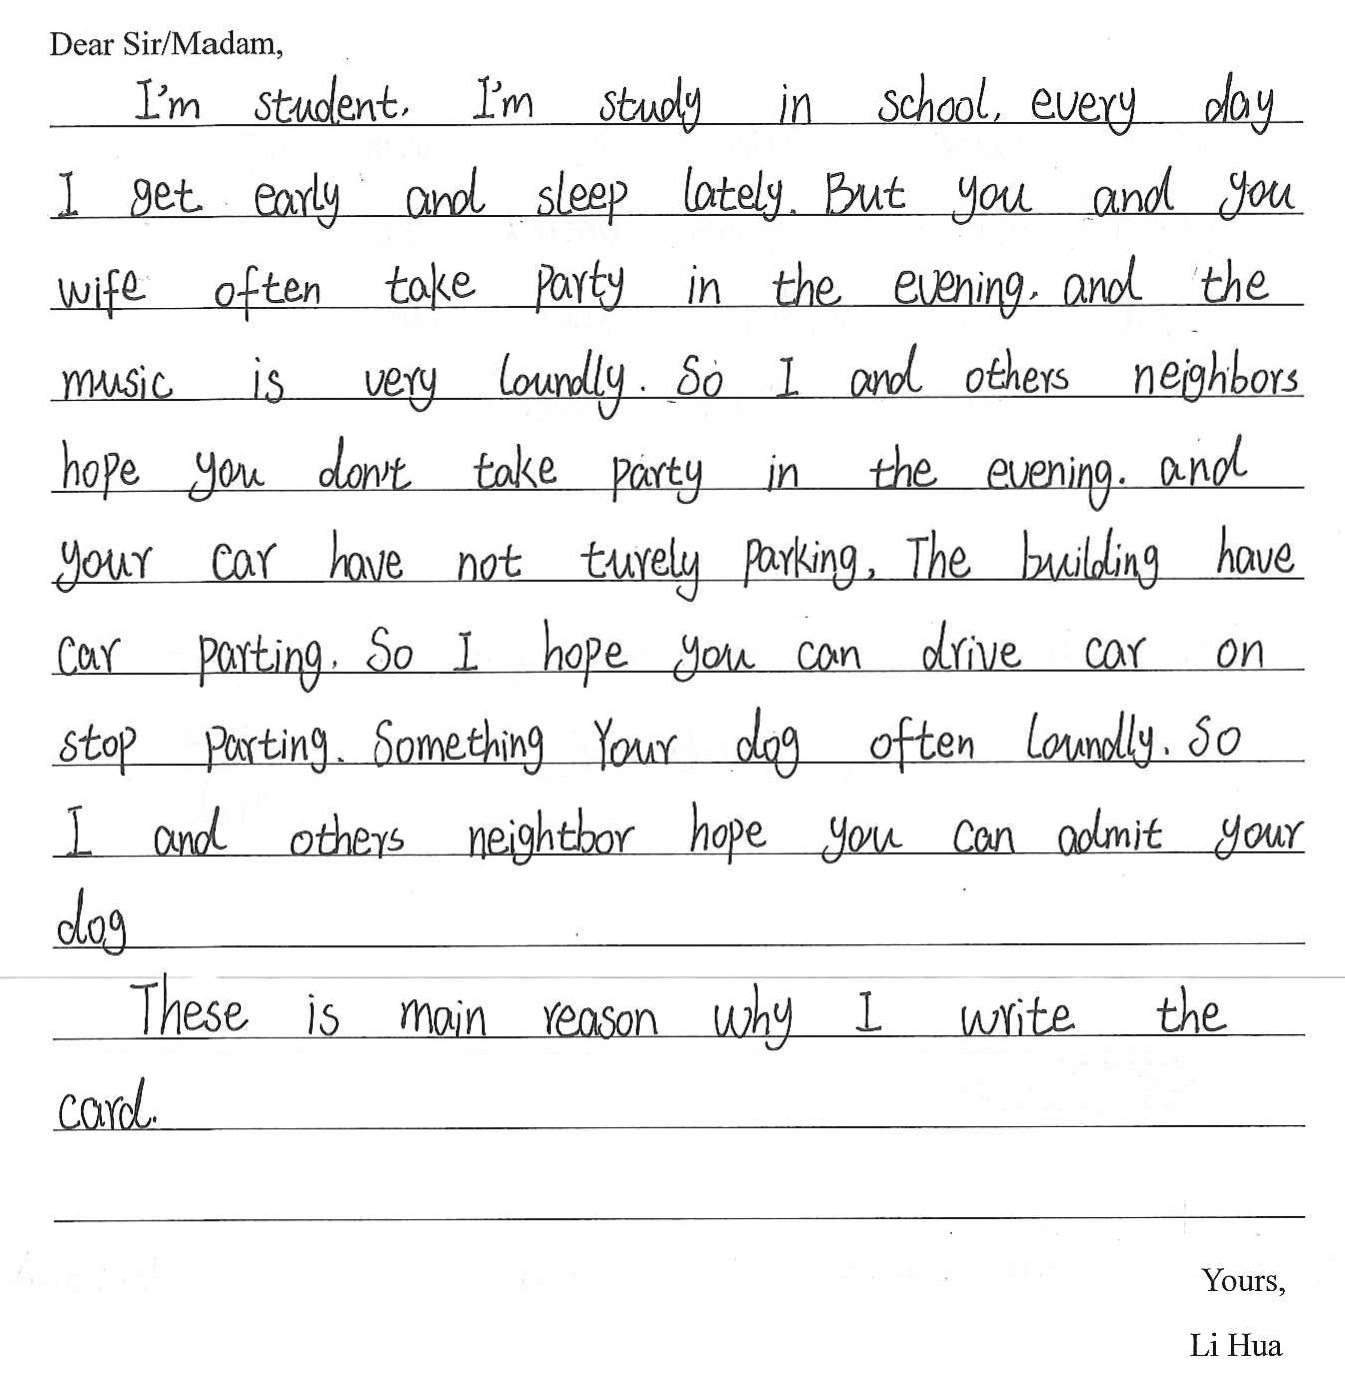 Dear Sir/Madam,
I'm student. I'm study in school. every day
I get early and sleep lately. But you and you
wife often take party in the evening. and the
music is very loundly. So I and others neighbors
hope you don't take party in the evening. and
your car have not turely parking, The building have
car parting. So I hope you can drive car on
stop parting. Something Your dog often loundly. So
I and others neightbor hope you can admit your
dog
These is main reason why I write the
card.
Yours,
Li Hua